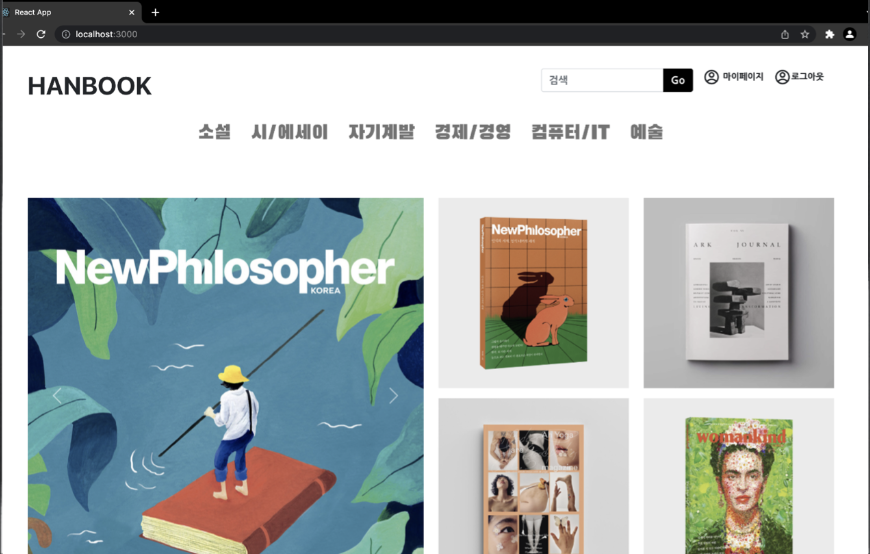 React App
localhost:3000
HANBOOK
검색
Go
마이페이지
로그아웃
소설 시/에세이 자기계발 경제/경영 컴퓨터/IT 예술
NewPhilosopher
KOREA
NewPhilosopher
ARK JOURNAL
womankind